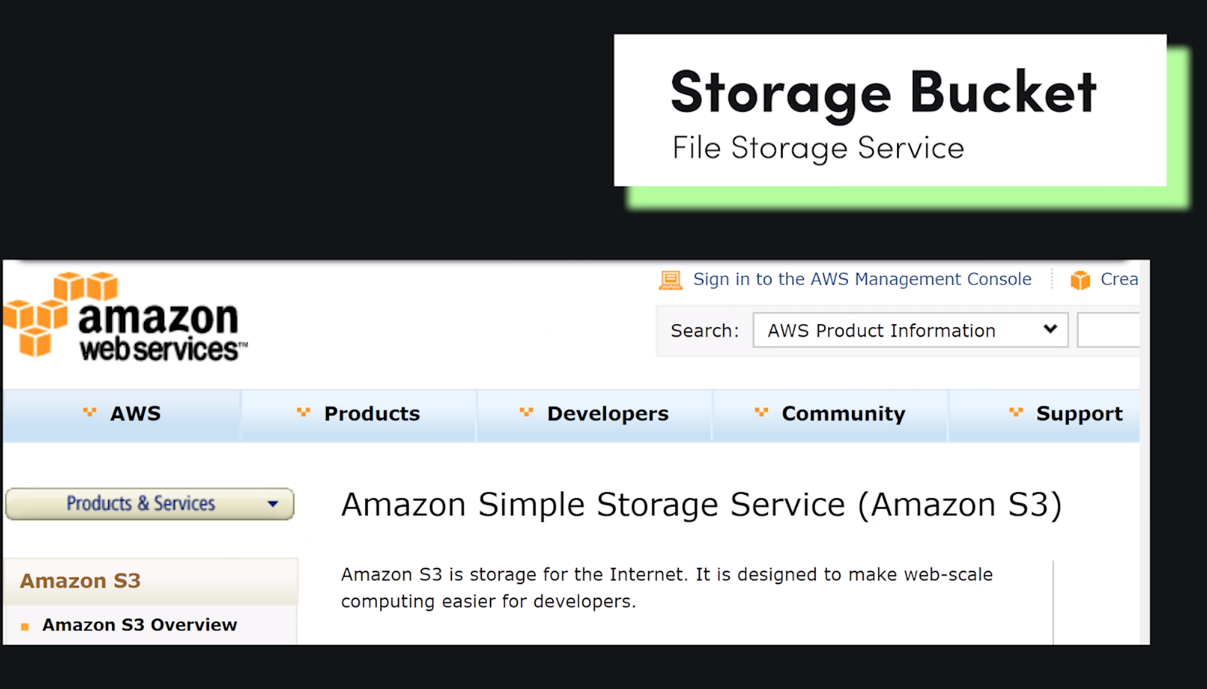 Storage Bucket
File Storage Service
amazon
webservices™
Sign in to the AWS Management Console
Crea
Search:
AWS Product Information
AWS
Products
Developers
Community
Support
Products & Services
Amazon Simple Storage Service (Amazon S3)
Amazon S3
Amazon S3 is storage for the Internet. It is designed to make web-scale
computing easier for developers.
Amazon S3 Overview